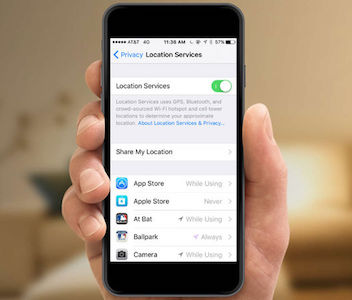 AT&T 4G 11:36 AM 57%
Privacy Location Services
Location Services
Location Services uses GPS, Bluetooth, and
crowd-sourced Wi-Fi hotspot and cell tower
locations to determine your approximate
location. About Location Services & Privacy...
Share My Location
App Store While Using
Apple Store Never
At Bat While Using
Ballpark Always
Camera While Using